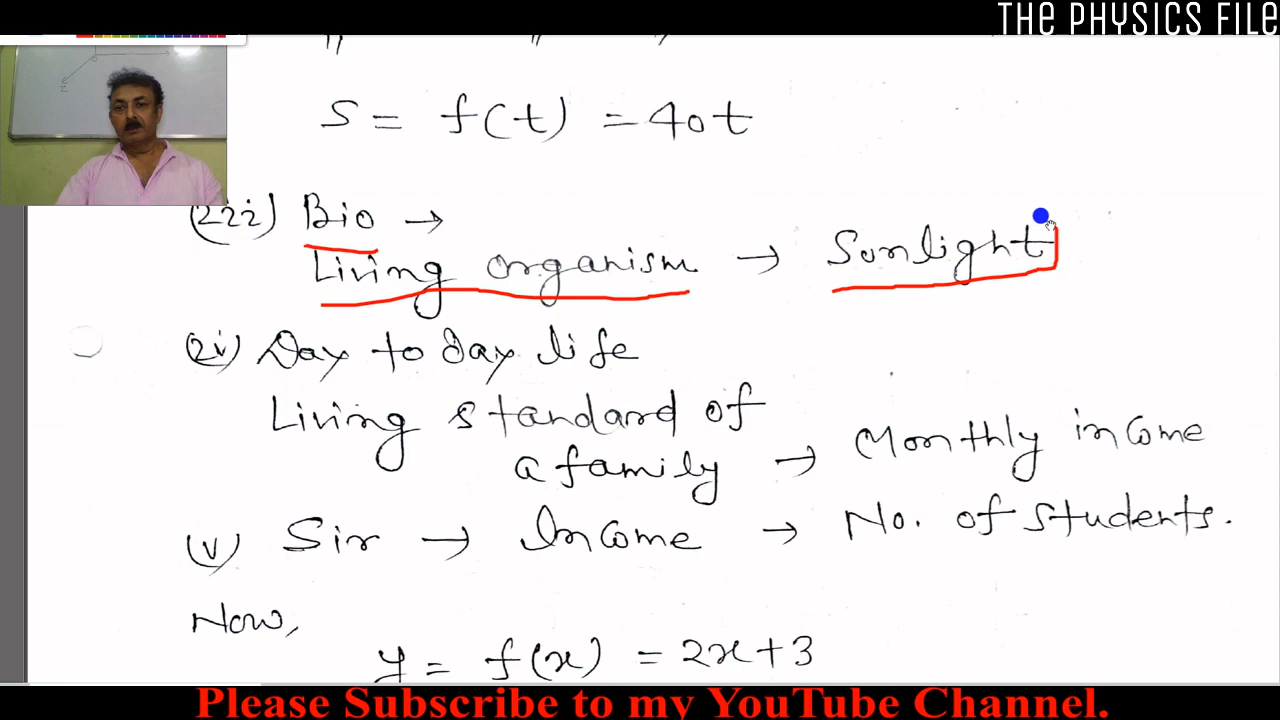 THE PHYSICS FILE
S = f(t) = 40t
(iii) Bio →
Living organism → Sunlight
(iv) Day to day life
Living standard of
a family → Monthly income
(v) Sir → Income → No. of students.
Now,
y = f(x) = 2x+3
Please Subscribe to my YouTube Channel.